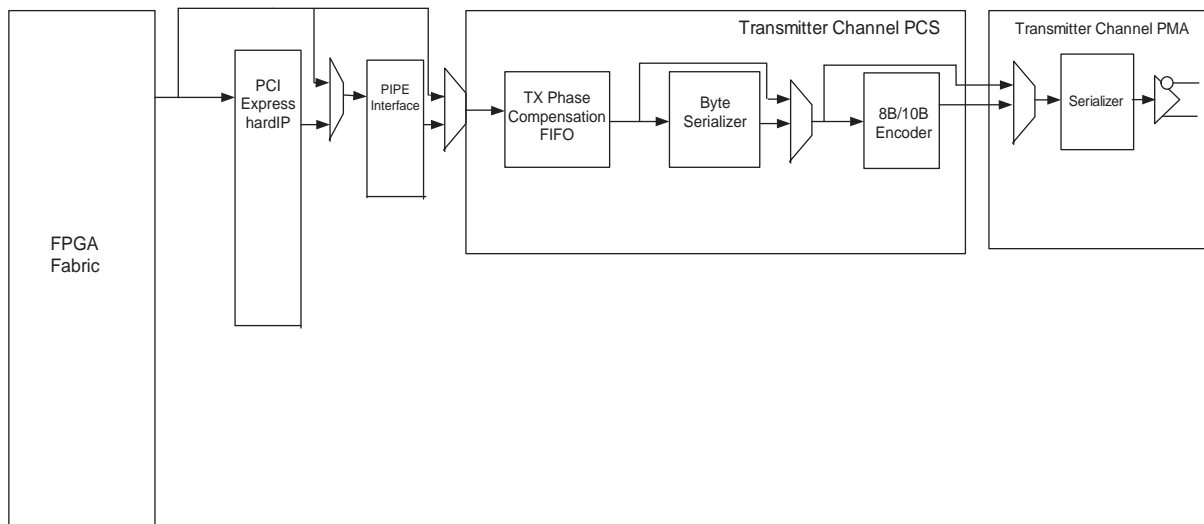 FPGA
Fabric
PCI
Express
hardIP
PIPE
Interface
Transmitter Channel PCS
TX Phase
Compensation
FIFO
Byte
Serializer
8B/10B
Encoder
Transmitter Channel PMA
Serializer